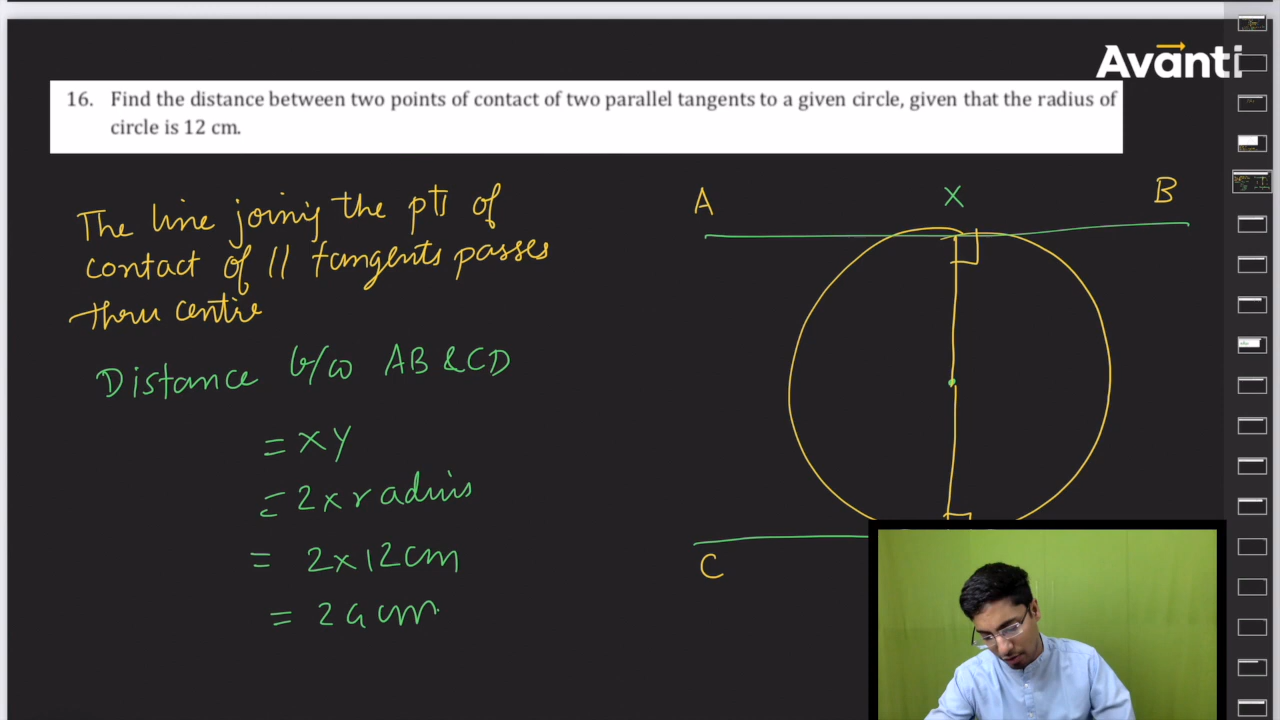 Avanti
16. Find the distance between two points of contact of two parallel tangents to a given circle, given that the radius of
circle is 12 cm.
The line joining the pts of
contact of || tangents passes
thru centre
Distance b/w AB & CD
= XY
= 2 x radius
= 2 x 12 cm
= 24 cm
A
X
B
C